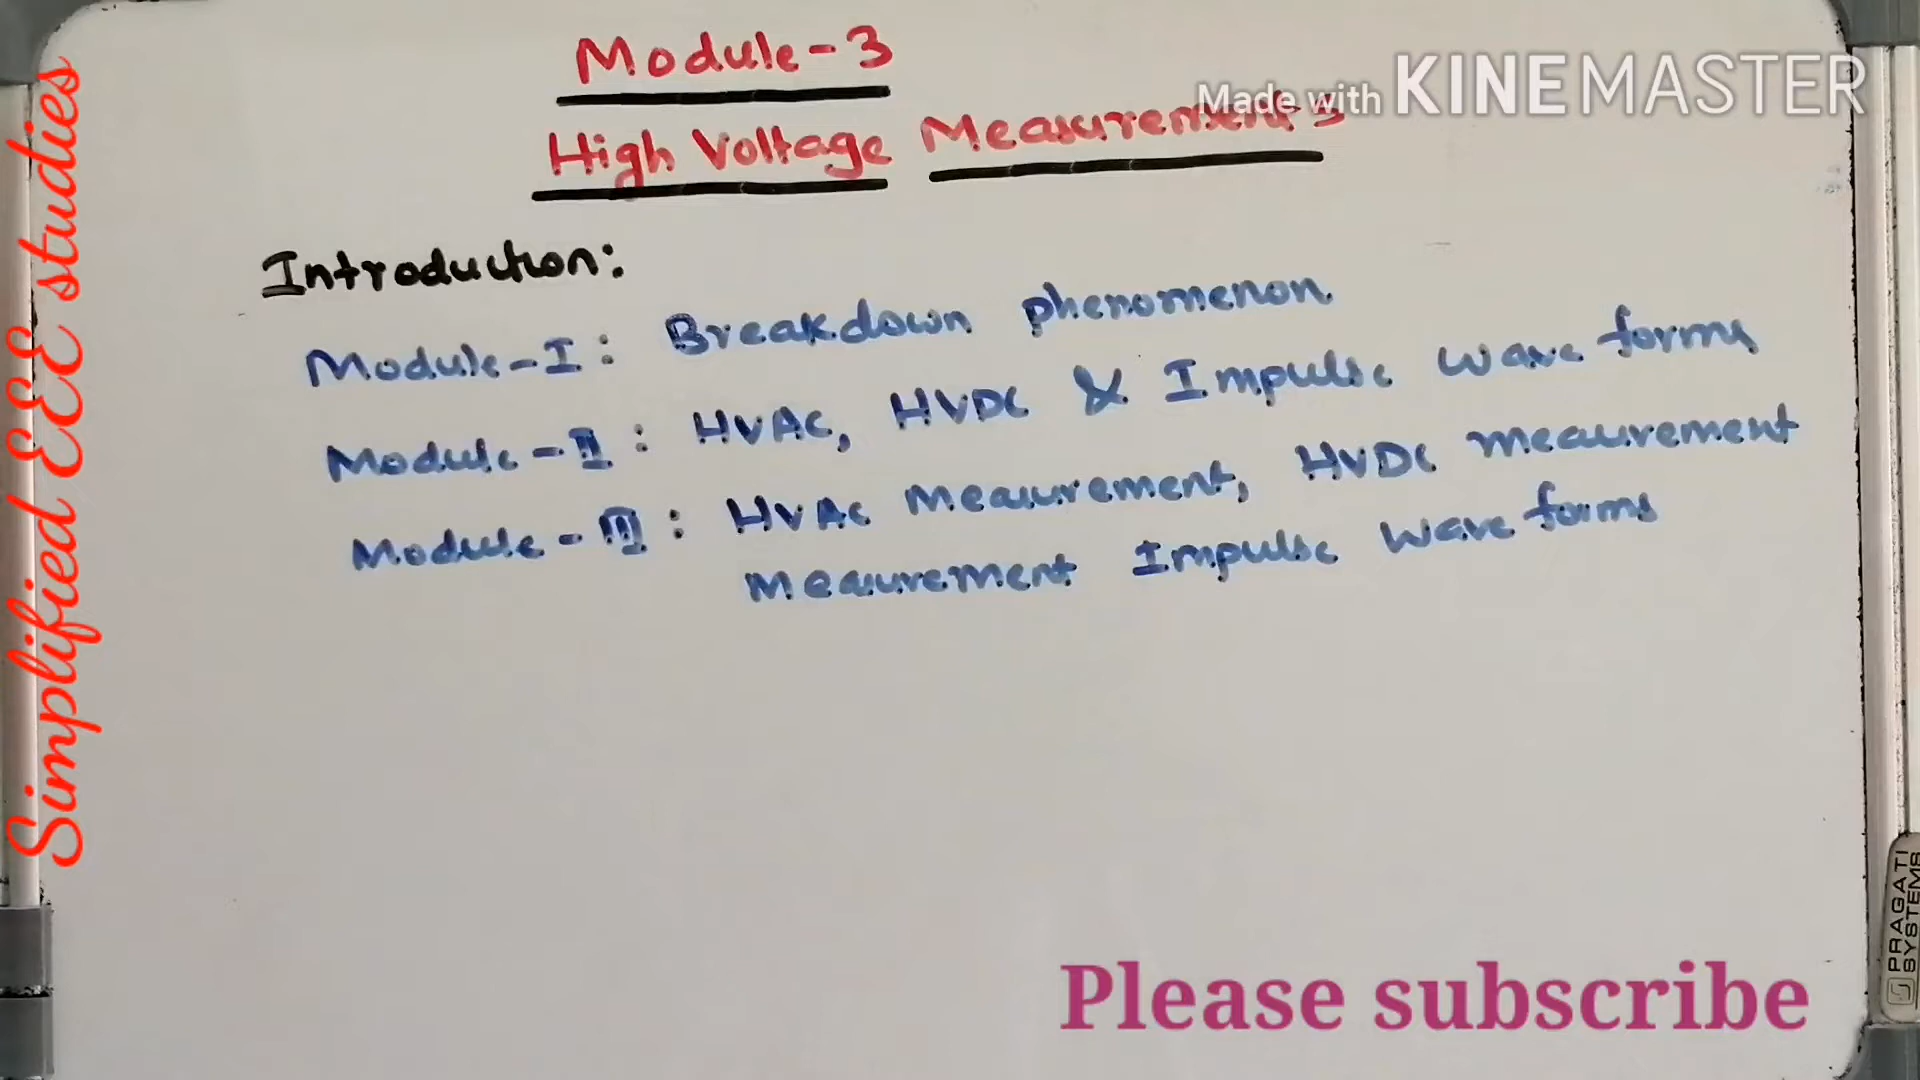 Module-3
Made with KINEMASTER
High Voltage Measurements
Introduction:
Module-I: Breakdown phenomenon
Module-II: HVAC, HVDC & Impulse wave forms
Module-III: HVAC Measurement, HVDC measurement
Measurement Impulse wave forms
Simplified EEE studies
PRAGATI
SYSTEMS
Please subscribe